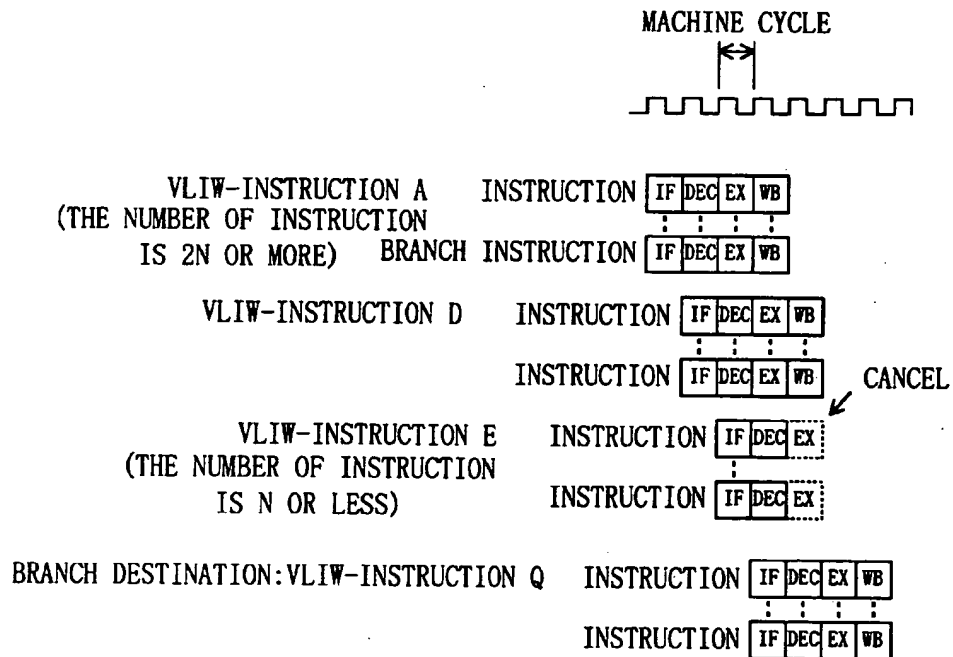 MACHINE CYCLE
VLIW-INSTRUCTION A INSTRUCTION IF DEC EX WB
(THE NUMBER OF INSTRUCTION
IS 2N OR MORE) BRANCH INSTRUCTION IF DEC EX WB
VLIW-INSTRUCTION D INSTRUCTION IF DEC EX WB
INSTRUCTION IF DEC EX WB
CANCEL
VLIW-INSTRUCTION E INSTRUCTION IF DEC EX
(THE NUMBER OF INSTRUCTION
IS N OR LESS) INSTRUCTION IF DEC EX
BRANCH DESTINATION:VLIW-INSTRUCTION Q INSTRUCTION IF DEC EX WB
INSTRUCTION IF DEC EX WB